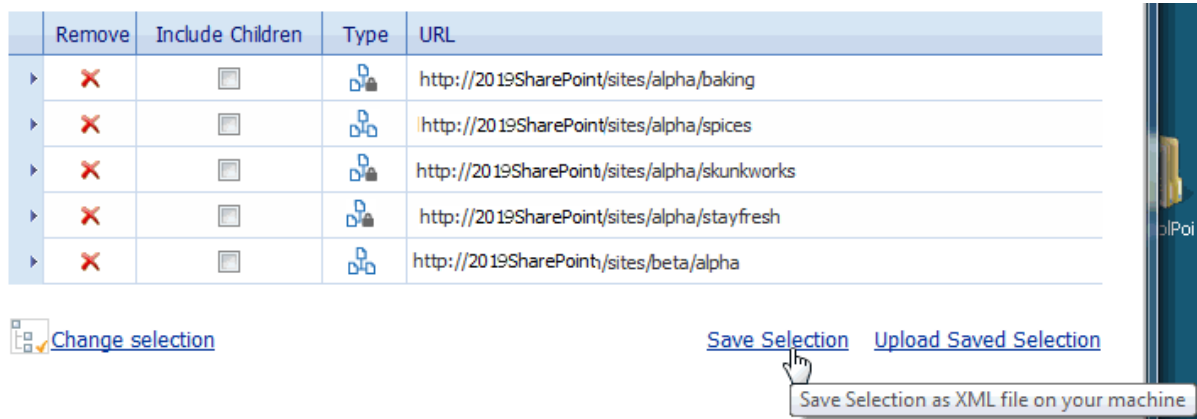 Remove Include Children Type URL
http://2019SharePoint/sites/alpha/baking
http://2019SharePoint/sites/alpha/spices
http://2019SharePoint/sites/alpha/skunkworks
http://2019SharePoint/sites/alpha/stayfresh
http://2019SharePoint/sites/beta/alpha
olPoi
Change selection Save Selection Upload Saved Selection
Save Selection as XML file on your machine